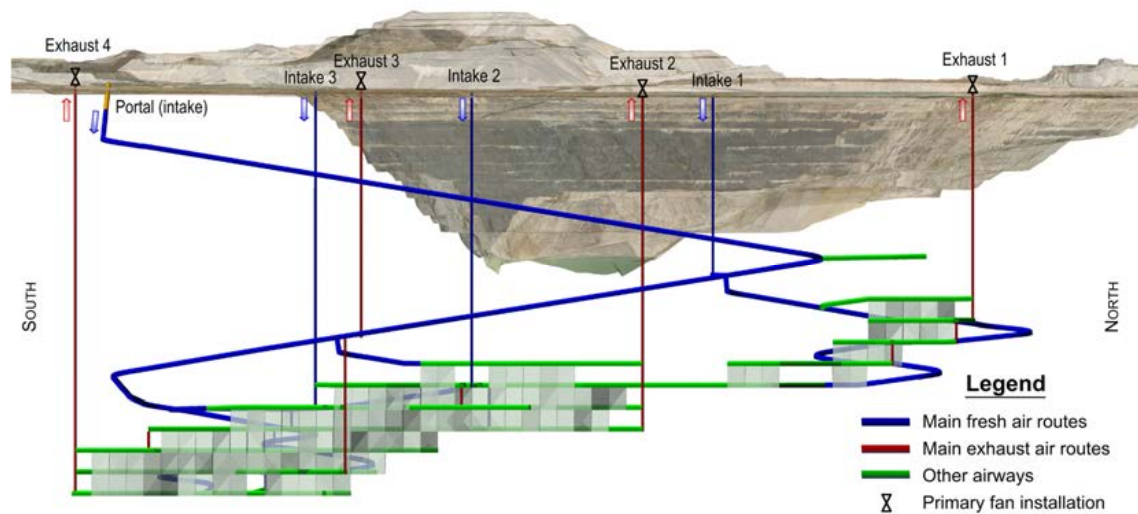 Exhaust 4
Exhaust 3
Intake 3
Intake 2
Exhaust 2
Intake 1
Exhaust 1
Portal (intake)
SOUTH
NORTH
Legend
Main fresh air routes
Main exhaust air routes
Other airways
Primary fan installation